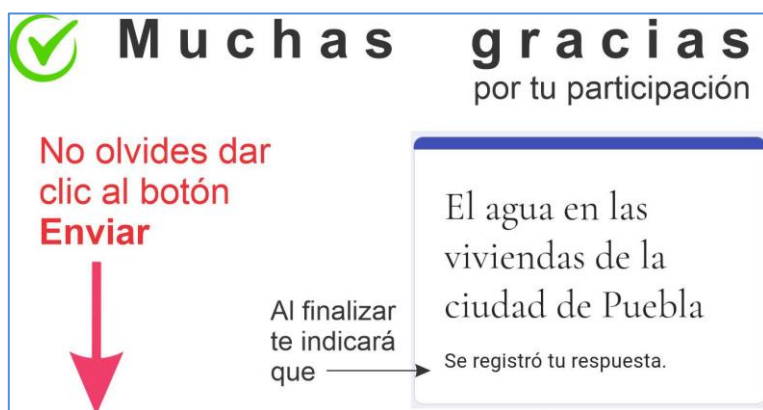 Muchas gracias
por tu participación
No olvides dar
clic al botón
Enviar
El agua en las
viviendas de la
ciudad de Puebla
Al finalizar
te indicará
que
Se registró tu respuesta.